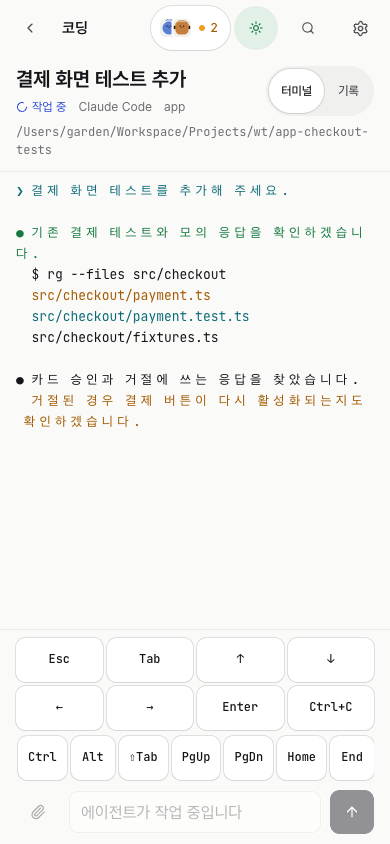 코딩
2
결제 화면 테스트 추가
작업 중 Claude Code app
터미널 기록
/Users/garden/Workspace/Projects/wt/app-checkout-
tests
❯ 결제 화면 테스트를 추가해 주세요.
● 기존 결제 테스트와 모의 응답을 확인하겠습니
다.
$ rg --files src/checkout
src/checkout/payment.ts
src/checkout/payment.test.ts
src/checkout/fixtures.ts
● 카드 승인과 거절에 쓰는 응답을 찾았습니다.
거절된 경우 결제 버튼이 다시 활성화되는지도
확인하겠습니다.
Esc Tab ↑ ↓
← → Enter Ctrl+C
Ctrl Alt ⇧Tab PgUp PgDn Home End
에이전트가 작업 중입니다